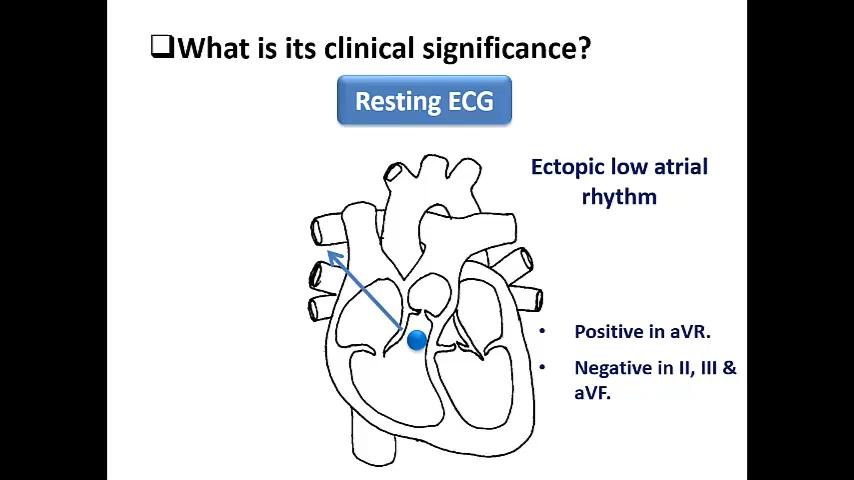 ❑What is its clinical significance?
Resting ECG
Ectopic low atrial
rhythm
• Positive in aVR.
• Negative in II, III &
aVF.